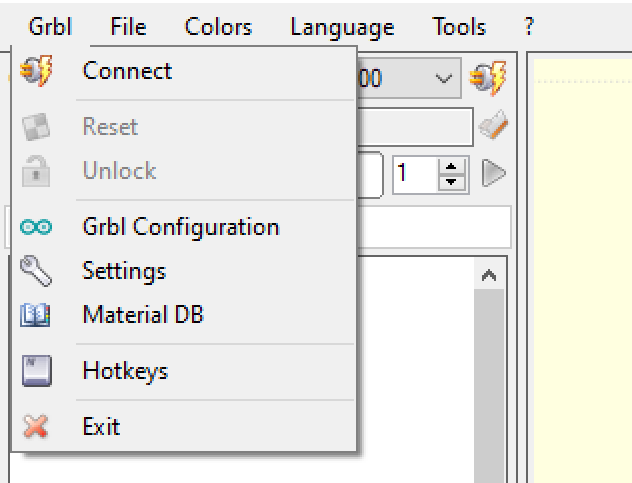 Grbl File Colors Language Tools ?
Connect
00
Reset
Unlock
1
Grbl Configuration
Settings
Material DB
Hotkeys
Exit